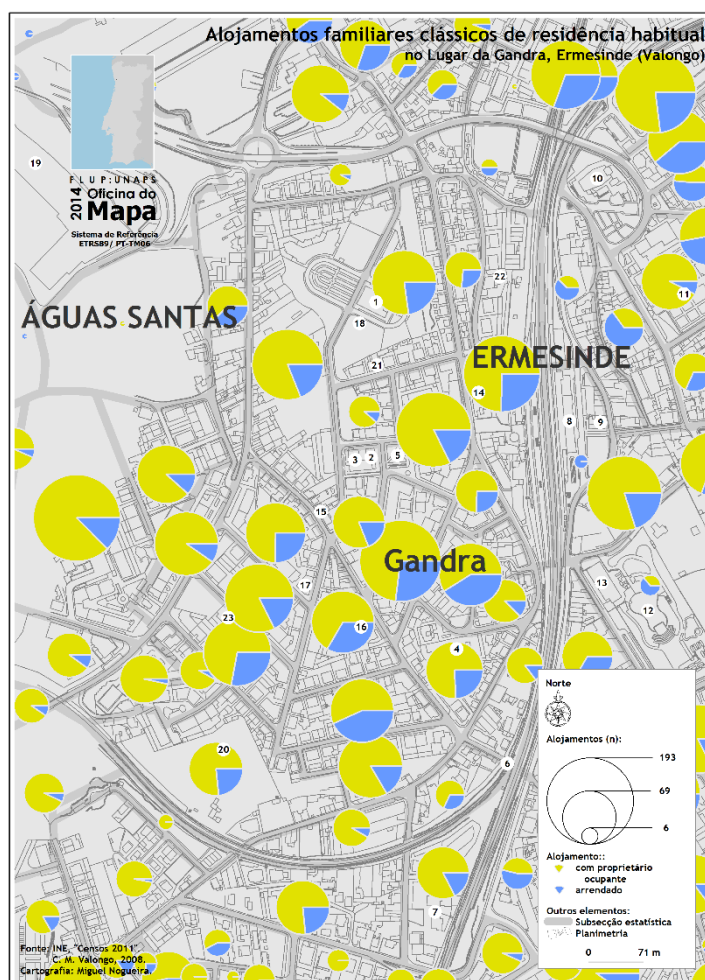 Alojamentos familiares clássicos de residência habitual
no Lugar da Gandra, Ermesinde (Valongo)
F L U P : U N A P S
2014 Oficina do
Mapa
Sistema de Referência
ETRS89/ PT-TM06
19
10
1
22
11
18
ÁGUAS SANTAS
ERMESINDE
21
14
8
9
3
2
5
15
Gandra
17
13
12
23
16
4
20
6
7
Norte
Alojamentos (n):
193
69
6
Alojamento::
com proprietário
ocupante
arrendado
Outros elementos:
Subsecção estatística
Planimetria
0 71 m
Fonte: INE, "Censos 2011".
C. M. Valongo, 2008.
Cartografia: Miguel Nogueira.